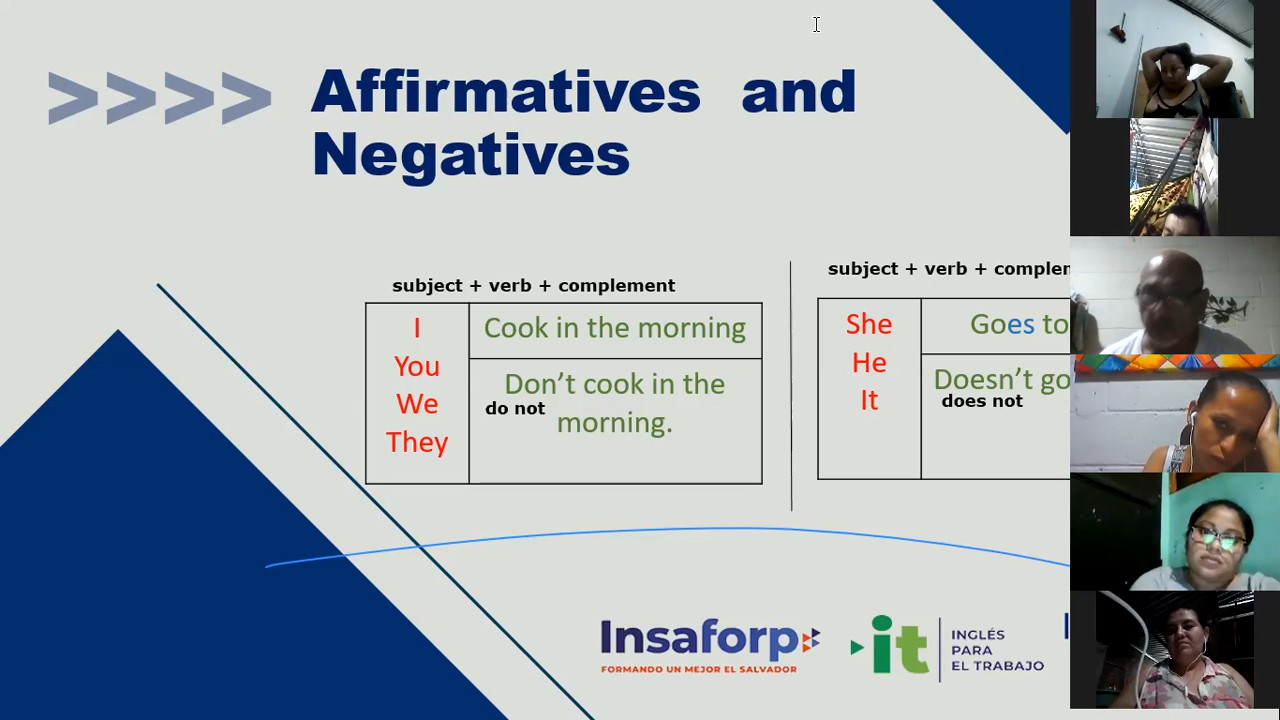 >>>> Affirmatives and
Negatives
subject + verb + complement
I
You
We
They
Cook in the morning
Don't cook in the
do not
morning.
subject + verb +
She
He
It
Goes to
Doesn't go
does not
Insaforp
FORMANDO UN MEJOR EL SALVADOR
it
INGLÉS
PARA
EL TRABAJO